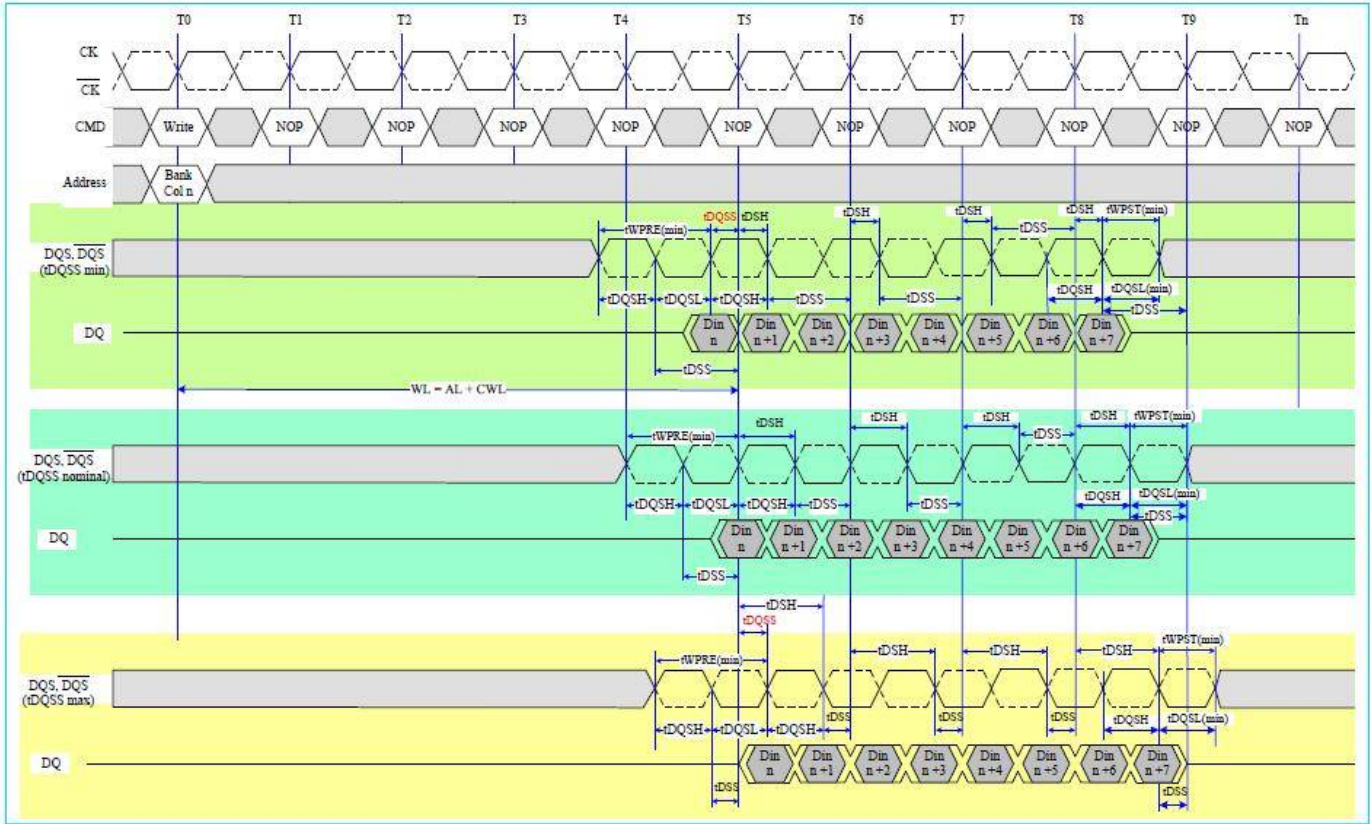 T0 T1 T2 T3 T4 T5 T6 T7 T8 T9 Tn
CK
CK
CMD Write NOP NOP NOP NOP NOP NOP NOP NOP NOP NOP
Address Bank
Col n
tDQSS tDSH tDSH tDSH tDSH tWPST(min)
tWPRE(min) tDSS
DQS, DQS
(tDQSS min)
tDQSH tDQSL tDQSH tDSS tDSS tDQSH tDQSL(min)
tDSS
DQ Din Din Din Din Din Din Din Din
n n +1 n +2 n +3 n +4 n +5 n +6 n +7
tDSS
WL = AL + CWL
tDSH tDSH tDSH tDSH tWPST(min)
tWPRE(min) tDSS
DQS, DQS
(tDQSS nominal)
tDQSH tDQSL tDQSH tDSS tDSS tDQSH tDQSL(min)
tDSS
DQ Din Din Din Din Din Din Din Din
n n +1 n +2 n +3 n +4 n +5 n +6 n +7
tDSS
tDSH
tDQSS
tWPRE(min) tDSH tDSH tDSH tWPST(min)
DQS, DQS
(tDQSS max)
tDQSH tDQSL tDQSH tDSS tDSS tDSS tDQSH tDQSL(min)
DQ Din Din Din Din Din Din Din Din
n n +1 n +2 n +3 n +4 n +5 n +6 n +7
tDSS tDSS